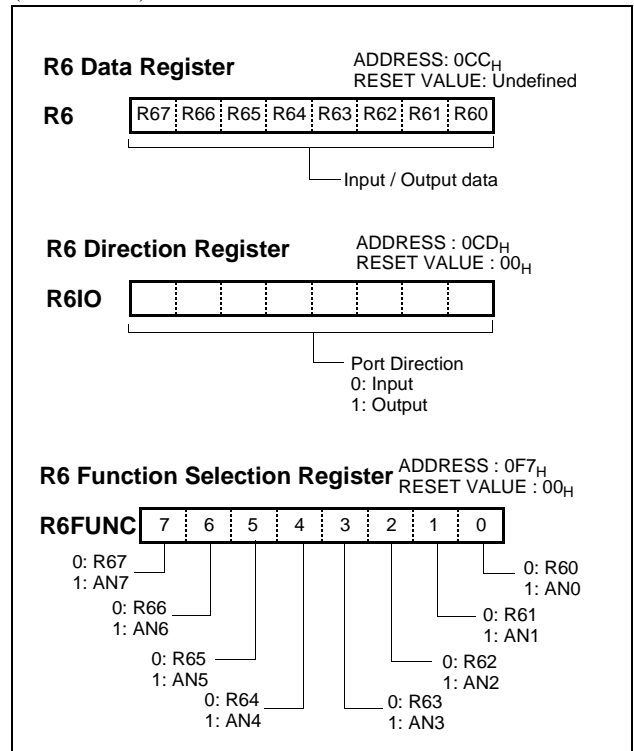 R6 Data Register
ADDRESS: 0CCH
RESET VALUE: Undefined
R6
R67 R66 R65 R64 R63 R62 R61 R60
Input / Output data
R6 Direction Register
ADDRESS : 0CDH
RESET VALUE : 00H
R6IO
Port Direction
0: Input
1: Output
R6 Function Selection Register
ADDRESS : 0F7H
RESET VALUE : 00H
R6FUNC
7 6 5 4 3 2 1 0
0: R67
1: AN7
0: R60
1: AN0
0: R66
1: AN6
0: R61
1: AN1
0: R65
1: AN5
0: R62
1: AN2
0: R64
1: AN4
0: R63
1: AN3